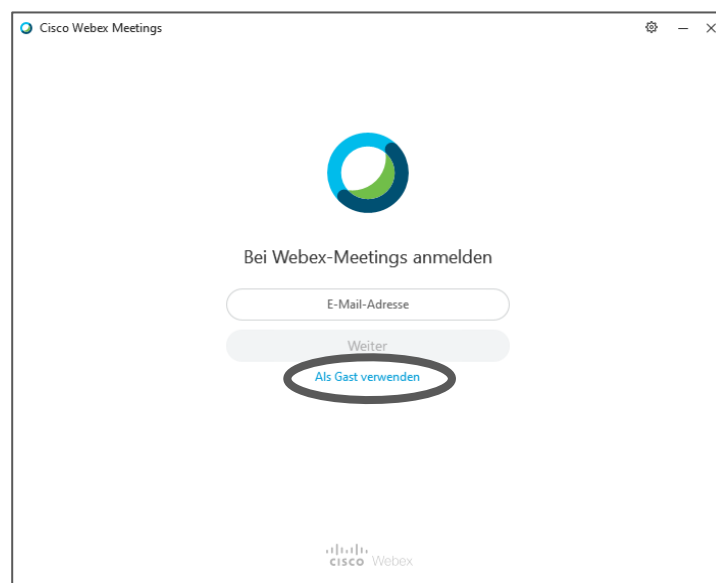 Cisco Webex Meetings
Bei Webex-Meetings anmelden
E-Mail-Adresse
Weiter
Als Gast verwenden
CISCO Webex